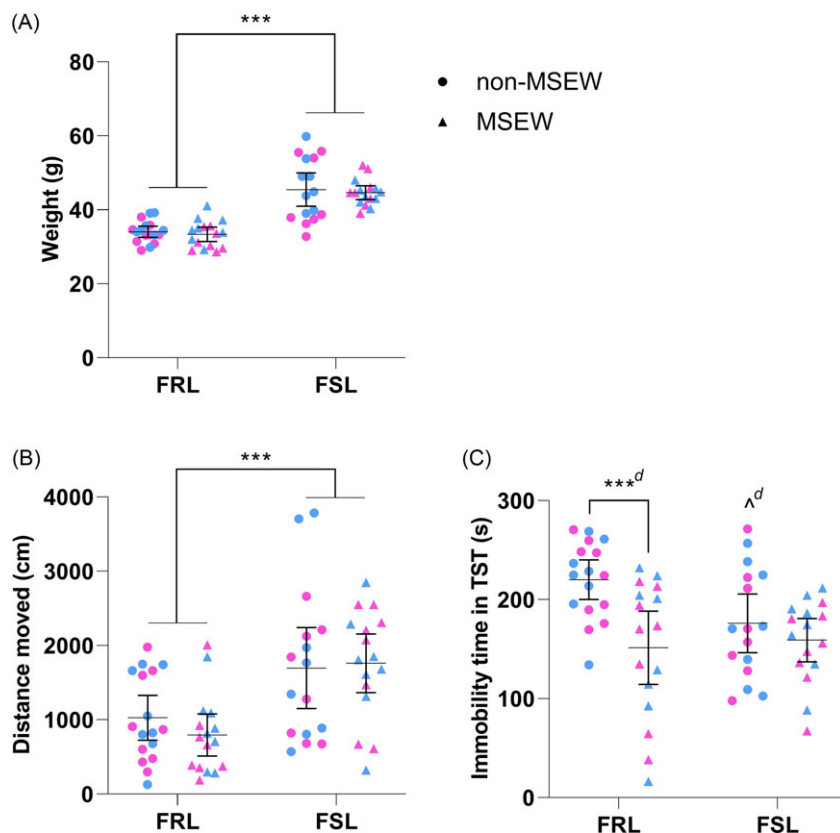 (A)
***
80
60
40
20
0
Weight (g)
FRL
FSL
non-MSEW
MSEW
(B)
***
4000
3000
2000
1000
0
Distance moved (cm)
FRL
FSL
(C)
***d
^d
300
200
100
0
Immobility time in TST (s)
FRL
FSL